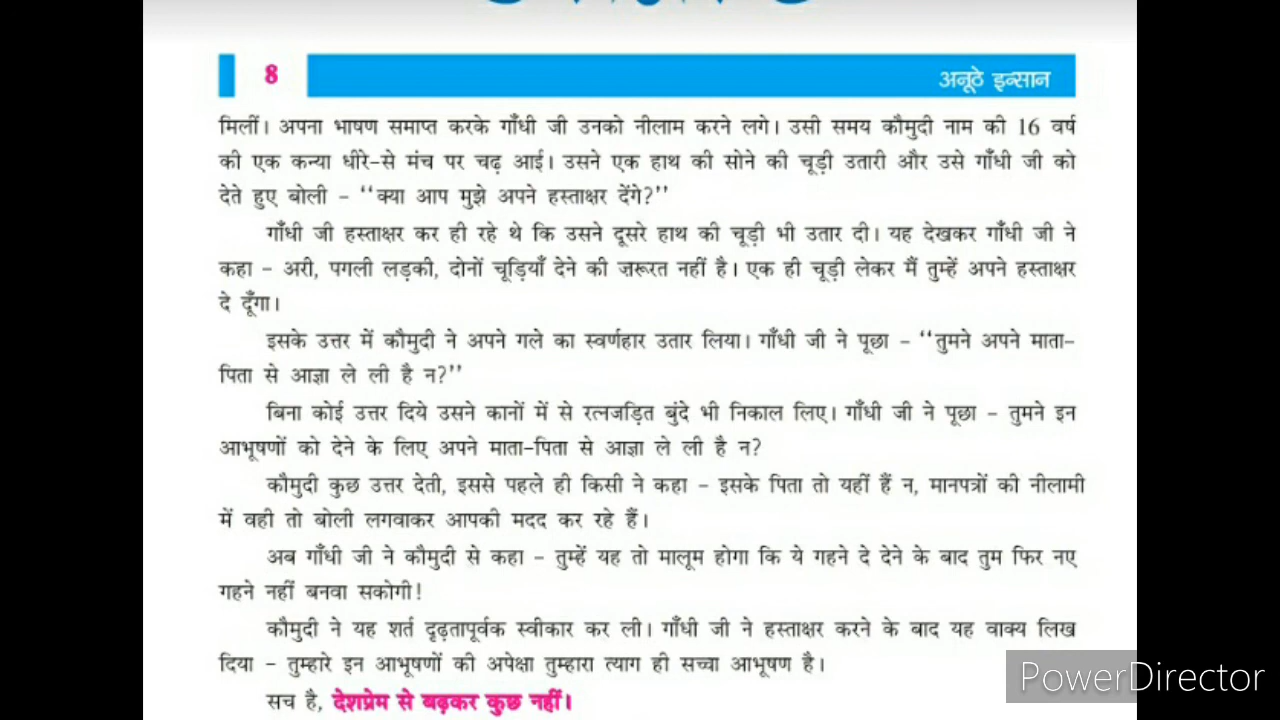 8
अनूठे इन्सान
मिलीं। अपना भाषण समाप्त करके गाँधी जी उनको नीलाम करने लगे। उसी समय कौमुदी नाम की 16 वर्ष
की एक कन्या धीरे-से मंच पर चढ़ आई। उसने एक हाथ की सोने की चूड़ी उतारी और उसे गाँधी जी को
देते हुए बोली - ‘‘क्या आप मुझे अपने हस्ताक्षर देंगे?’’
गाँधी जी हस्ताक्षर कर ही रहे थे कि उसने दूसरे हाथ की चूड़ी भी उतार दी। यह देखकर गाँधी जी ने
कहा - अरी, पगली लड़की, दोनों चूड़ियाँ देने की ज़रूरत नहीं है। एक ही चूड़ी लेकर मैं तुम्हें अपने हस्ताक्षर
दे दूँगा।
इसके उत्तर में कौमुदी ने अपने गले का स्वर्णहार उतार लिया। गाँधी जी ने पूछा - ‘‘तुमने अपने माता-
पिता से आज्ञा ले ली है न?’’
बिना कोई उत्तर दिये उसने कानों में से रत्नजड़ित बुंदे भी निकाल लिए। गाँधी जी ने पूछा - तुमने इन
आभूषणों को देने के लिए अपने माता-पिता से आज्ञा ले ली है न?
कौमुदी कुछ उत्तर देती, इससे पहले ही किसी ने कहा - इसके पिता तो यहीं हैं न, मानपत्रों की नीलामी
में वही तो बोली लगवाकर आपकी मदद कर रहे हैं।
अब गाँधी जी ने कौमुदी से कहा - तुम्हें यह तो मालूम होगा कि ये गहने दे देने के बाद तुम फिर नए
गहने नहीं बनवा सकोगी!
कौमुदी ने यह शर्त दृढ़तापूर्वक स्वीकार कर ली। गाँधी जी ने हस्ताक्षर करने के बाद यह वाक्य लिख
दिया - तुम्हारे इन आभूषणों की अपेक्षा तुम्हारा त्याग ही सच्चा आभूषण है।
सच है, देशप्रेम से बढ़कर कुछ नहीं।
PowerDirector